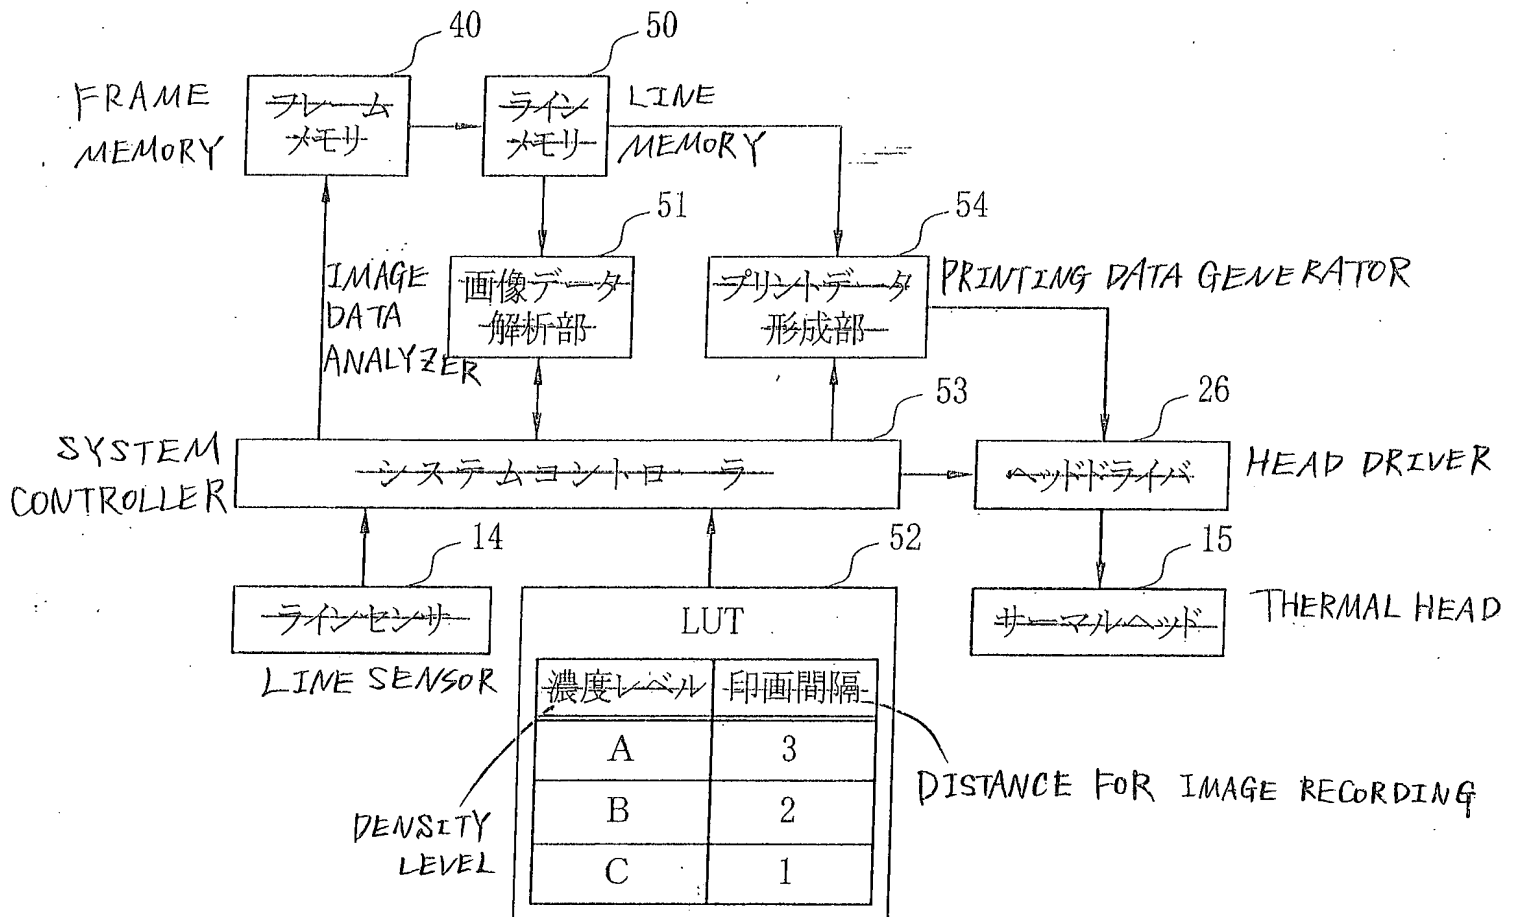 40
50
FRAME
MEMORY
フレーム
メモリ
ライン
メモリ
LINE
MEMORY
51
54
IMAGE
DATA
ANALYZER
画像データ
解析部
プリントデータ
形成部
PRINTING DATA GENERATOR
53
26
SYSTEM
CONTROLLER
システムコントローラ
ヘッドドライバ
HEAD DRIVER
14
52
15
ラインセンサ
LINE SENSOR
LUT
サーマルヘッド
THERMAL HEAD
濃度レベル 印画間隔
A 3
B 2
C 1
DENSITY
LEVEL
DISTANCE FOR IMAGE RECORDING